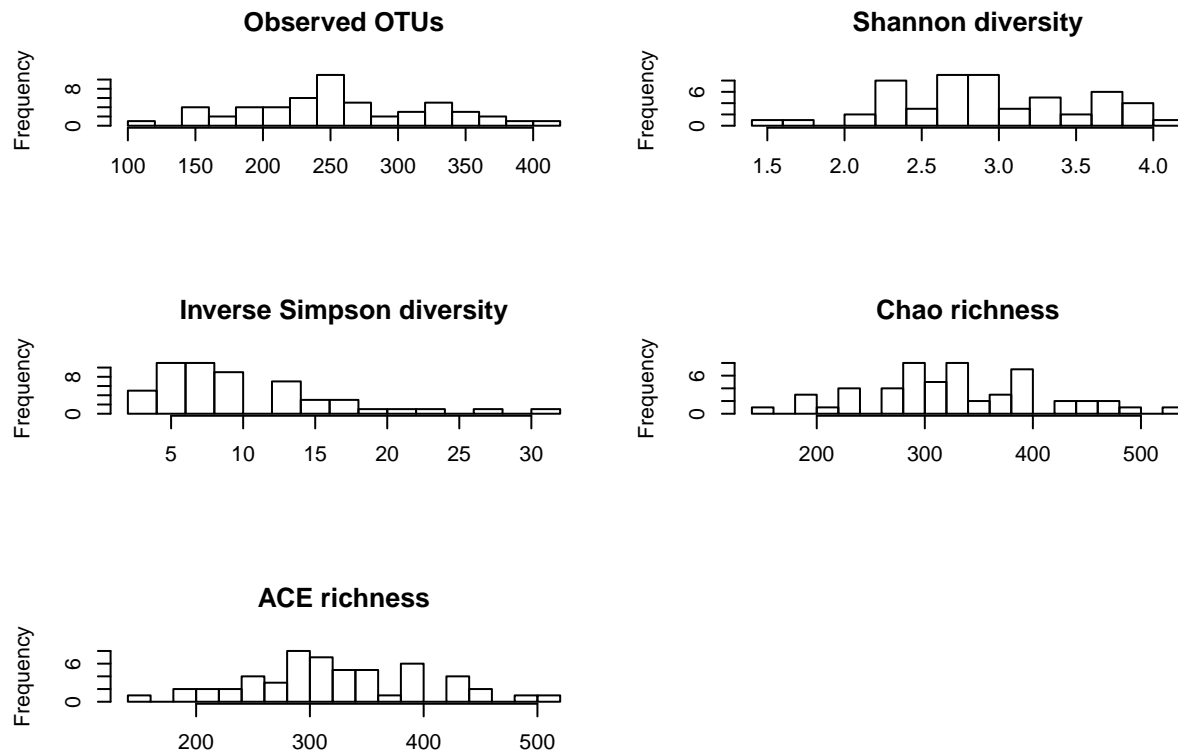 Observed OTUs
Frequency
0
8
100 150 200 250 300 350 400
Shannon diversity
Frequency
0
6
1.5 2.0 2.5 3.0 3.5 4.0
Inverse Simpson diversity
Frequency
0
8
5 10 15 20 25 30
Chao richness
Frequency
0
6
200 300 400 500
ACE richness
Frequency
0
6
200 300 400 500